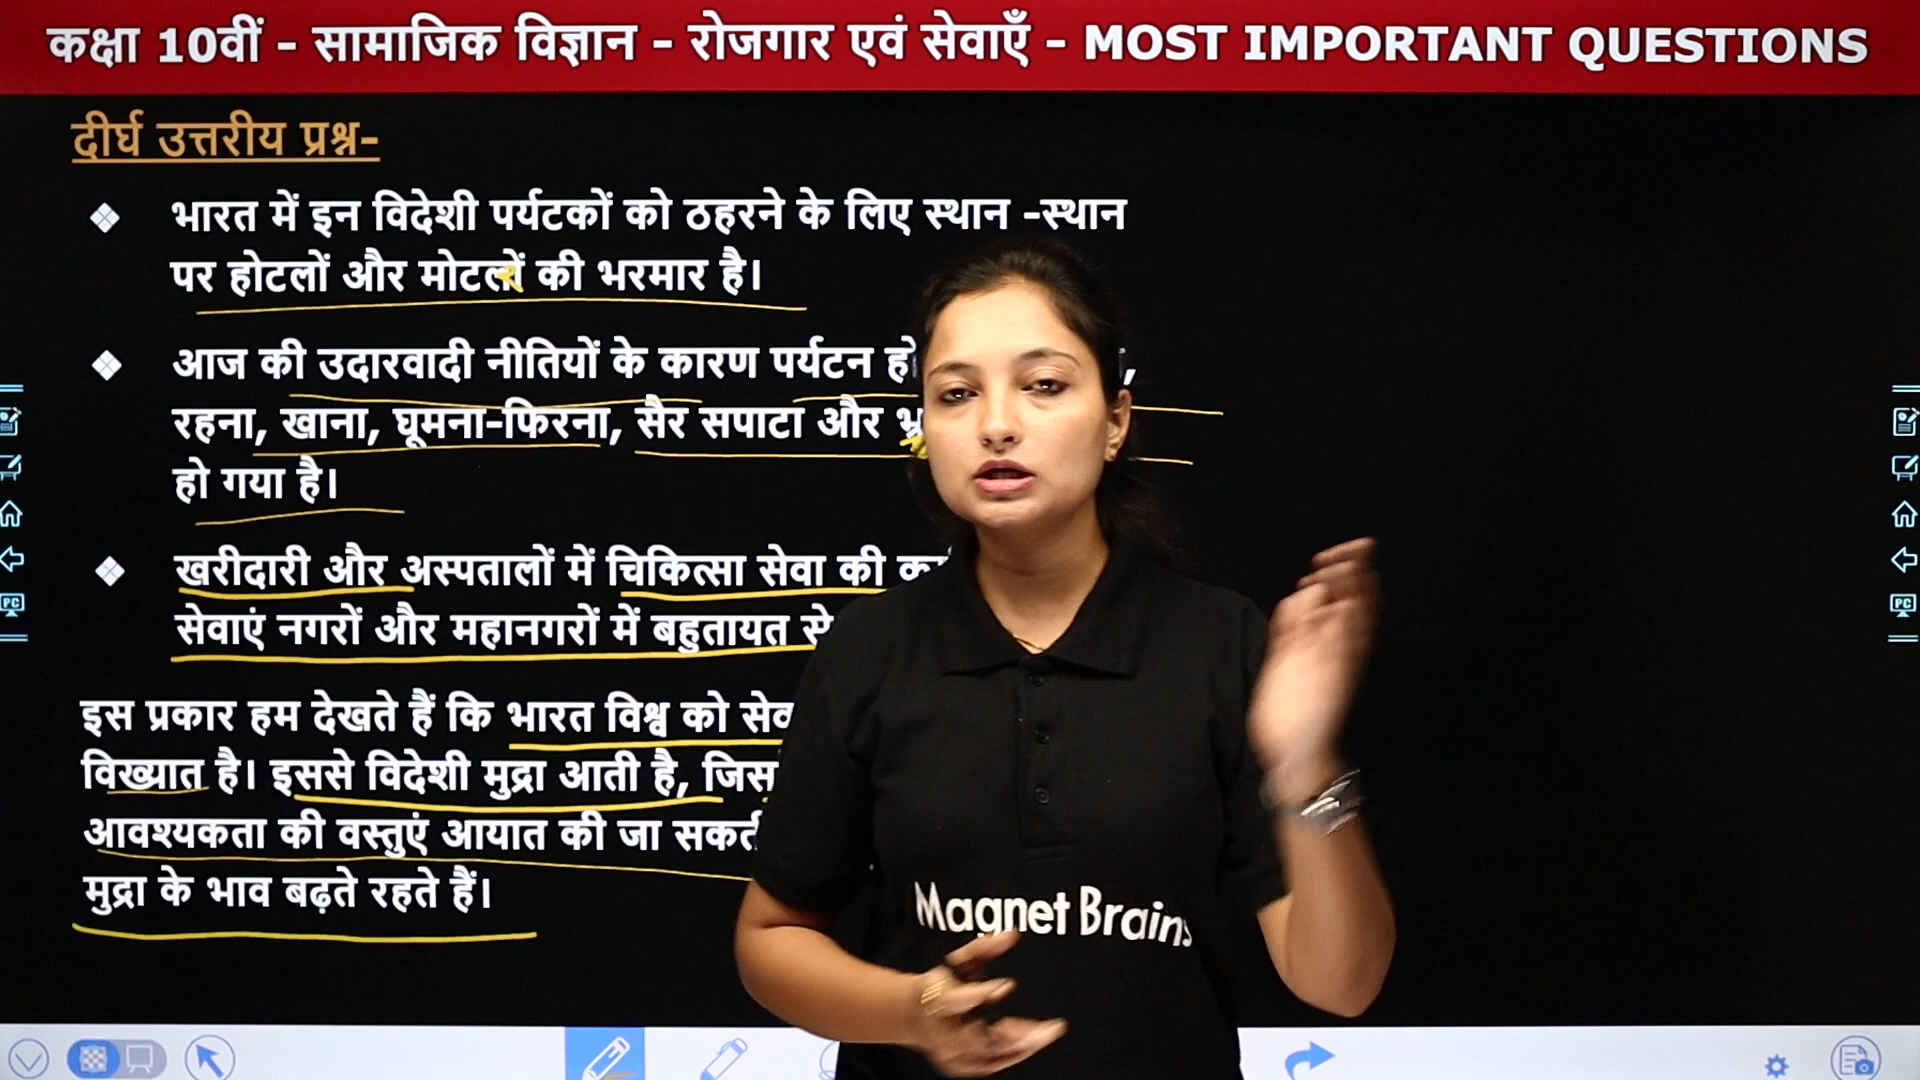 कक्षा 10वीं - सामाजिक विज्ञान - रोजगार एवं सेवाएँ - MOST IMPORTANT QUESTIONS
दीर्घ उत्तरीय प्रश्न-
भारत में इन विदेशी पर्यटकों को ठहरने के लिए स्थान -स्थान
पर होटलों और मोटलों की भरमार है।
आज की उदारवादी नीतियों के कारण पर्यटन ,
रहना, खाना, घूमना-फिरना, सैर सपाटा और
हो गया है।
खरीदारी और अस्पतालों में चिकित्सा सेवा की
सेवाएं नगरों और महानगरों में बहुतायत से
इस प्रकार हम देखते हैं कि भारत विश्व को
विख्यात है। इससे विदेशी मुद्रा आती है,
आवश्यकता की वस्तुएं आयात की जा
मुद्रा के भाव बढ़ते रहते हैं।
Magnet Brains
PC
PC